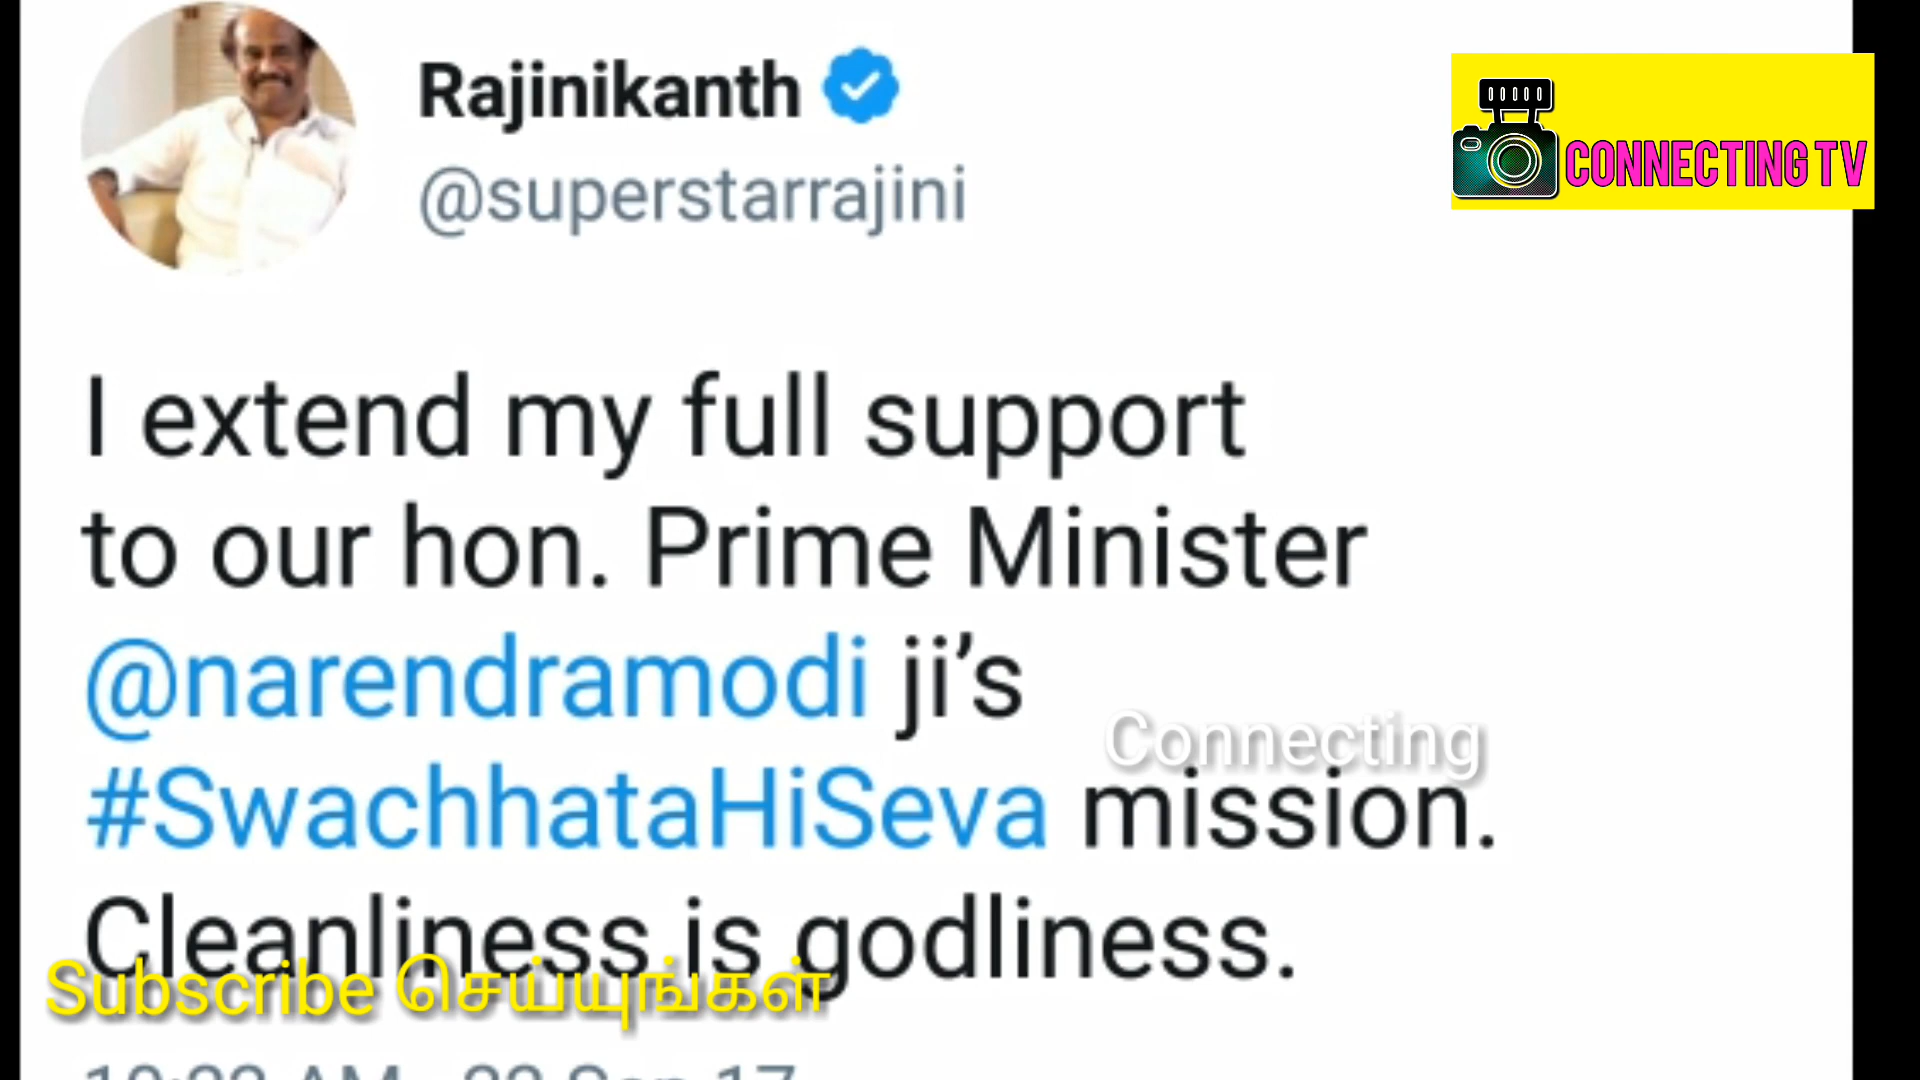 Rajinikanth
@superstarrajini
CONNECTING TV
I extend my full support
to our hon. Prime Minister
@narendramodi ji’s
Connecting
#SwachhataHiSeva mission.
Cleanliness is godliness.
Subscribe செய்யுங்கள்